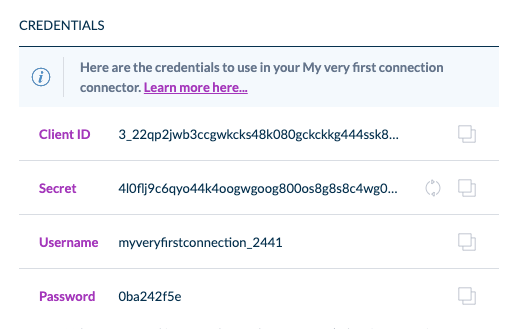 CREDENTIALS
Here are the credentials to use in your My very first connection
connector. Learn more here...
Client ID 3_22qp2jwb3ccgwkcks48k080gckckkg444ssk8...
Secret 4l0flj9c6qyo44k4oogwgoog800os8g8s8c4wg0...
Username myveryfirstconnection_2441
Password 0ba242f5e